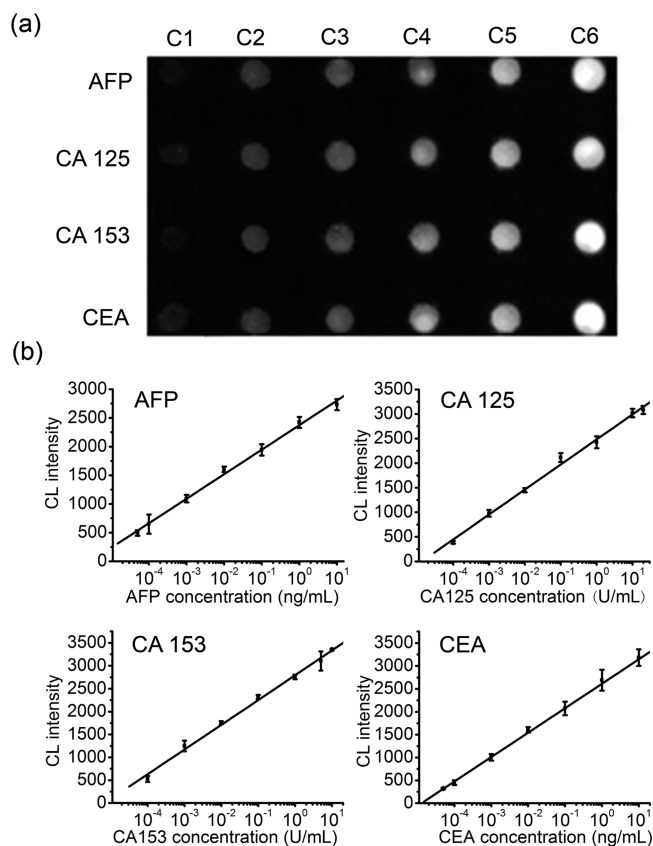 (a)
C1 C2 C3 C4 C5 C6
AFP
CA 125
CA 153
CEA
(b)
AFP
CL intensity
3000
2500
2000
1500
1000
500
0
10⁻⁴ 10⁻³ 10⁻² 10⁻¹ 10⁰ 10¹
AFP concentration (ng/mL)
CA 125
CL intensity
3500
3000
2500
2000
1500
1000
500
0
10⁻⁴ 10⁻³ 10⁻² 10⁻¹ 10⁰ 10¹
CA125 concentration (U/mL)
CA 153
CL intensity
3500
3000
2500
2000
1500
1000
500
0
10⁻⁴ 10⁻³ 10⁻² 10⁻¹ 10⁰ 10¹
CA153 concentration (U/mL)
CEA
CL intensity
3500
3000
2500
2000
1500
1000
500
0
10⁻⁴ 10⁻³ 10⁻² 10⁻¹ 10⁰ 10¹
CEA concentration (ng/mL)